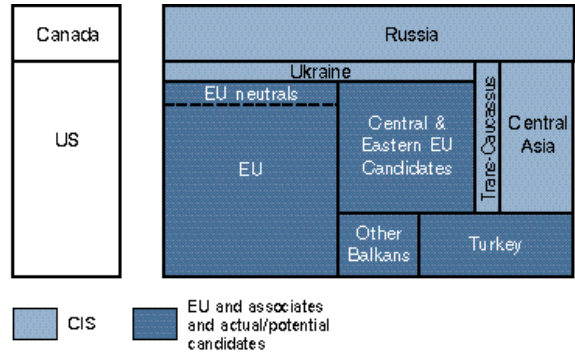 Canada
Russia
US
Ukraine
EU neutrals
EU
Central &
Eastern EU
Candidates
Trans-Caucassus
Central
Asia
Other
Balkans
Turkey
CIS
EU and associates
and actual/potential
candidates